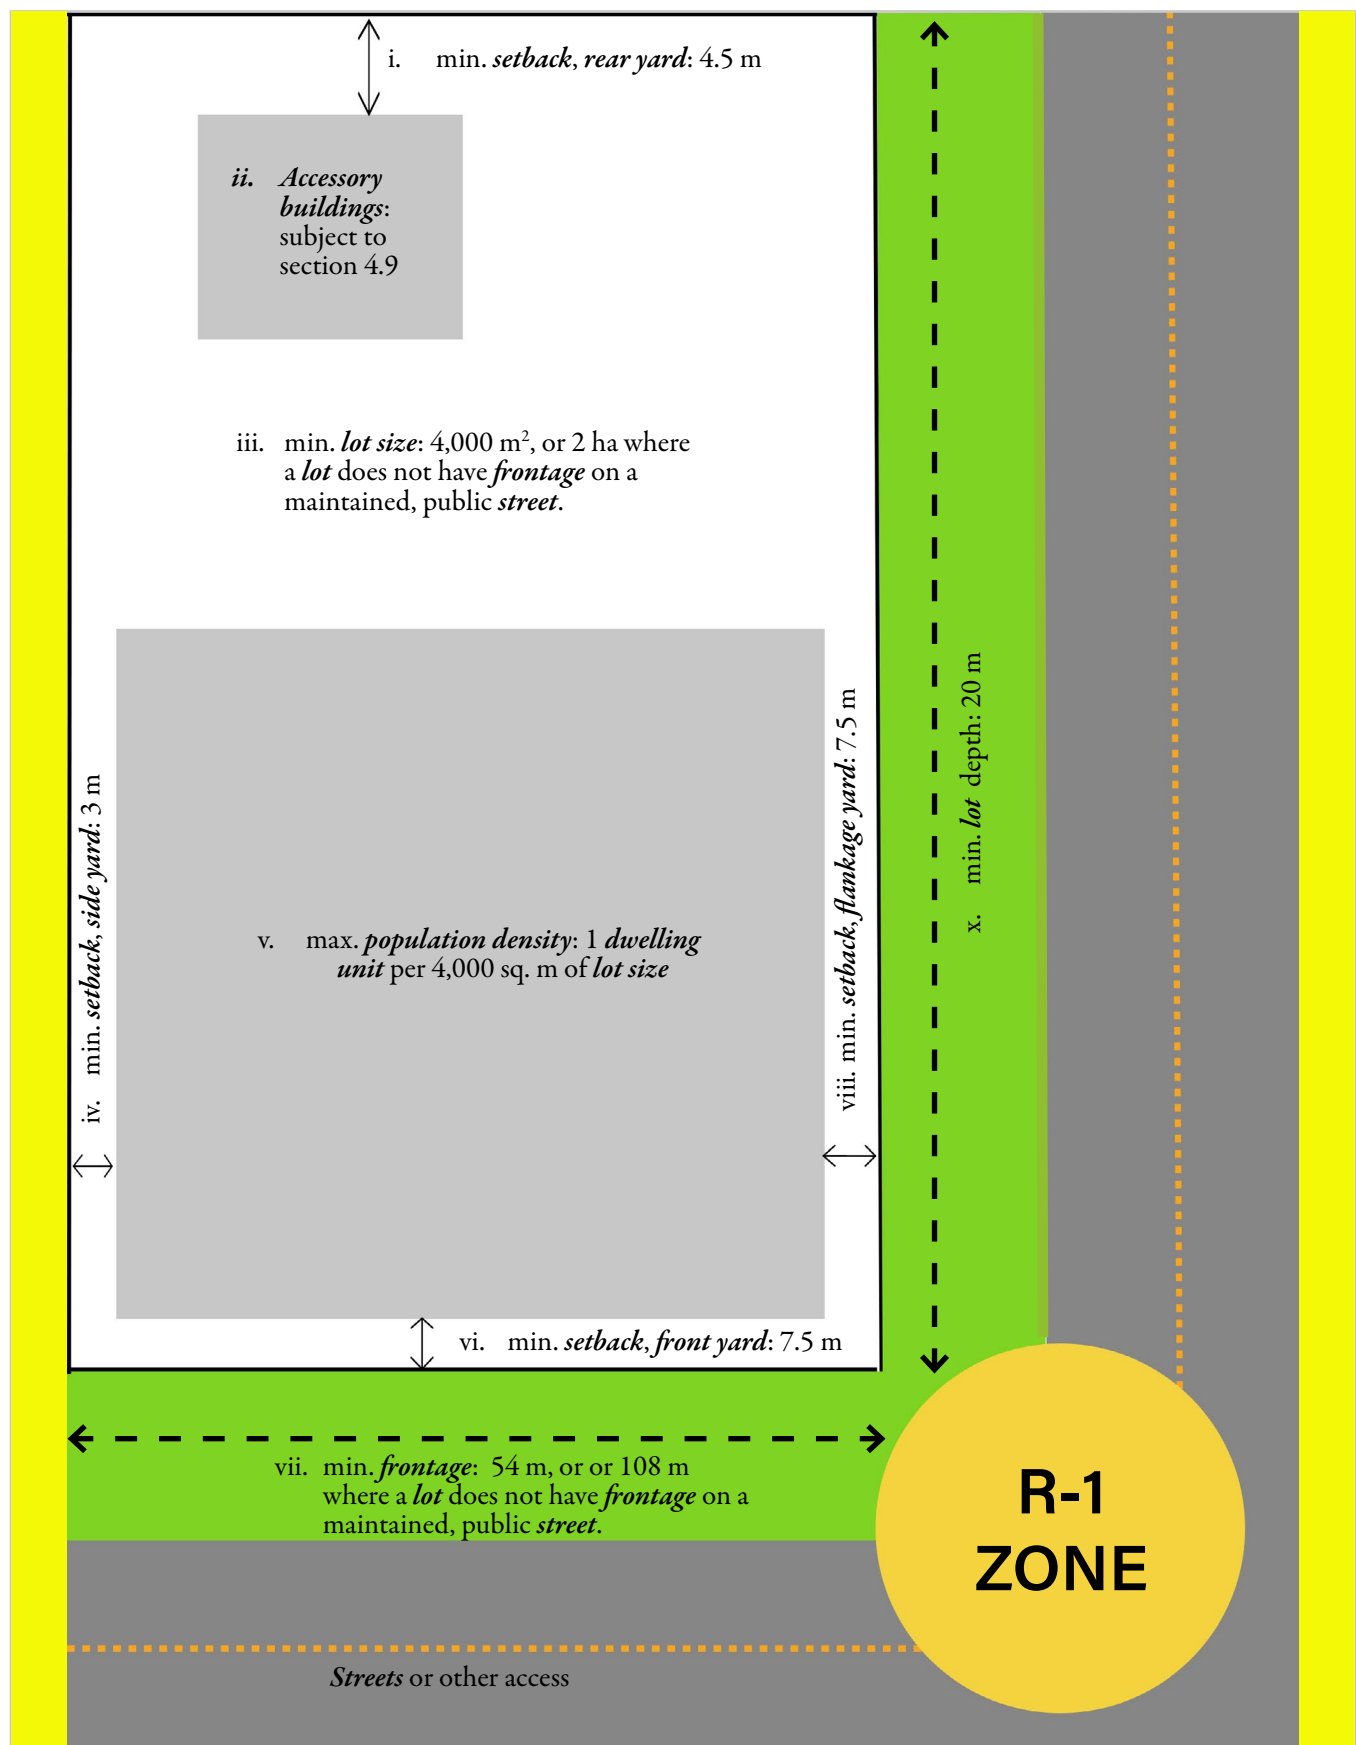 i. min. setback, rear yard: 4.5 m
ii. Accessory
buildings:
subject to
section 4.9
iii. min. lot size: 4,000 m², or 2 ha where
a lot does not have frontage on a
maintained, public street.
iv. min. setback, side yard: 3 m
v. max. population density: 1 dwelling
unit per 4,000 sq. m of lot size
viii. min. setback, flankage yard: 7.5 m
x. min. lot depth: 20 m
vi. min. setback, front yard: 7.5 m
vii. min. frontage: 54 m, or or 108 m
where a lot does not have frontage on a
maintained, public street.
R-1
ZONE
Streets or other access